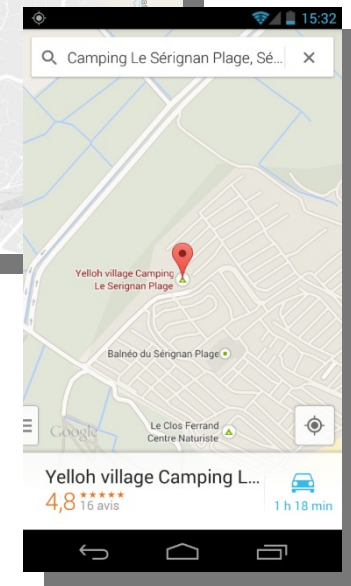 15:32
Camping Le Sérignan Plage, Sé...
Yelloh village Camping
Le Serignan Plage
Balnéo du Sérignan Plage
Le Clos Ferrand
Centre Naturiste
Google
Yelloh village Camping L...
4,8 16 avis
1 h 18 min